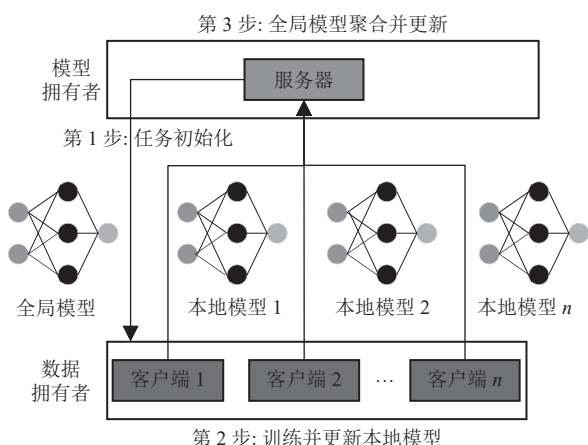 第 3 步: 全局模型聚合并更新
模型
拥有者
服务器
第 1 步: 任务初始化
全局模型
本地模型 1
本地模型 2
本地模型 n
数据
拥有者
客户端 1
客户端 2
…
客户端 n
第 2 步: 训练并更新本地模型